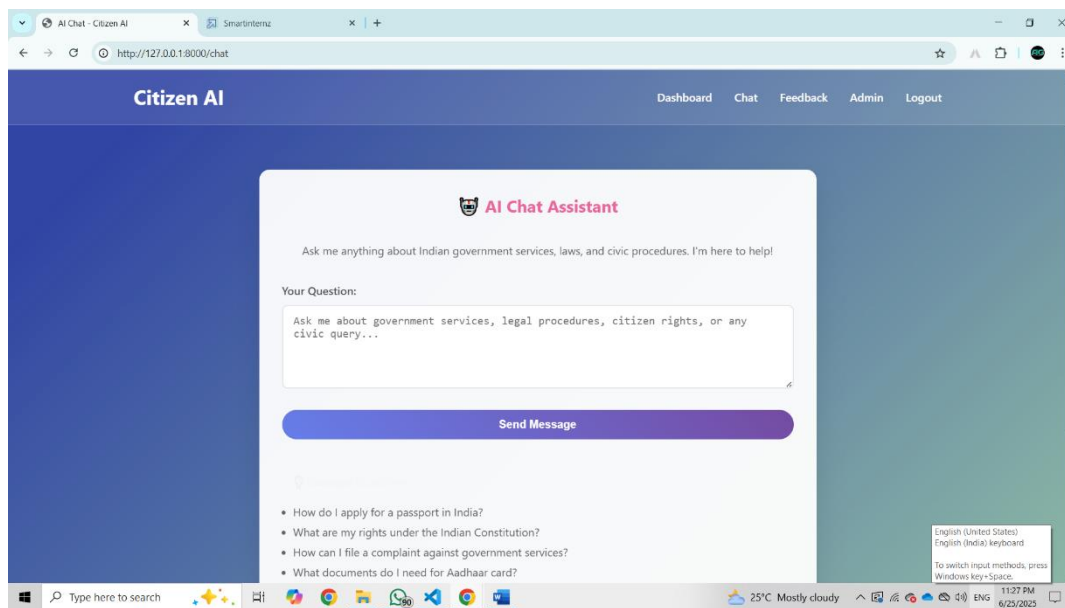 AI Chat - Citizen AI
Smartinternz
http://127.0.0.1:8000/chat
Citizen AI
Dashboard Chat Feedback Admin Logout
AI Chat Assistant
Ask me anything about Indian government services, laws, and civic procedures. I'm here to help!
Your Question:
Ask me about government services, legal procedures, citizen rights, or any
civic query...
Send Message
• How do I apply for a passport in India?
• What are my rights under the Indian Constitution?
• How can I file a complaint against government services?
• What documents do I need for Aadhaar card?
English (United States)
English (India) keyboard
To switch input methods, press
Windows key+Space.
Type here to search
90
25°C Mostly cloudy
ENG
11:27 PM
6/25/2025